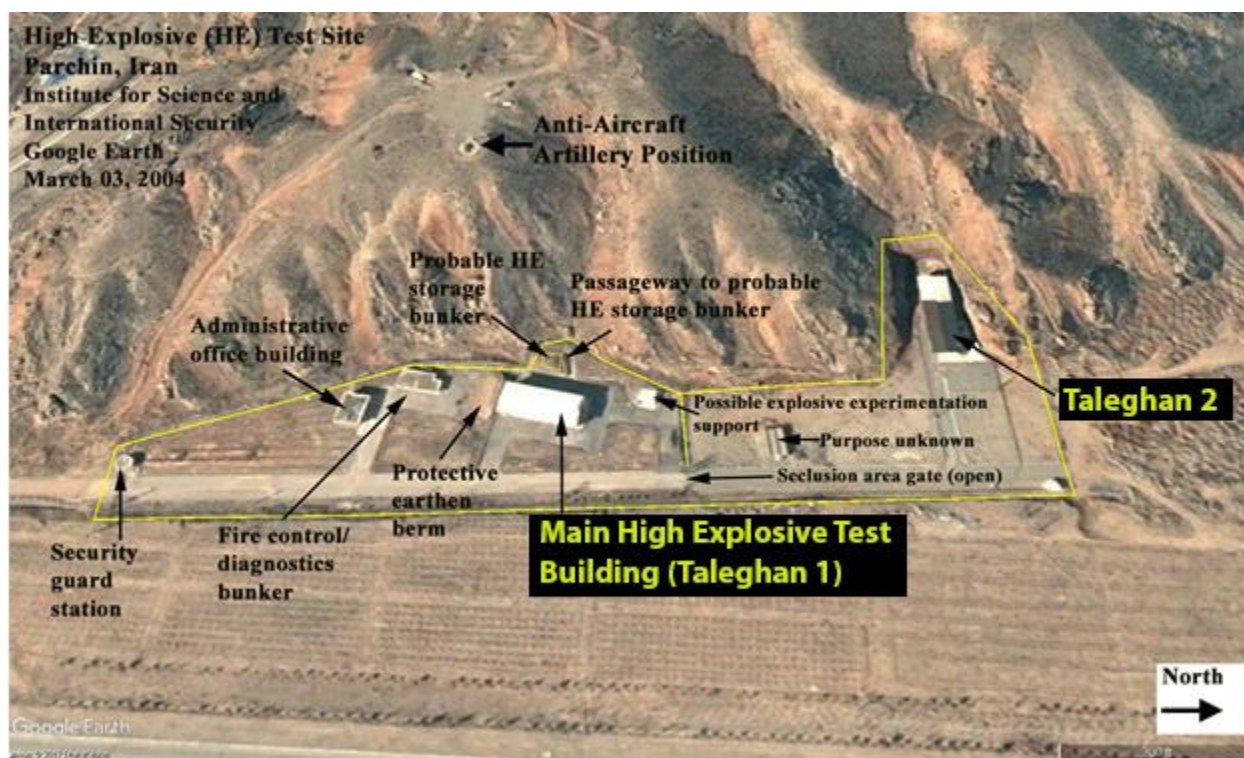 High Explosive (HE) Test Site
Parchin, Iran
Institute for Science and
International Security
Google Earth
March 03, 2004
Anti-Aircraft
Artillery Position
Probable HE
storage
bunker
Passageway to probable
HE storage bunker
Administrative
office building
Taleghan 2
Possible explosive experimentation
support
Purpose unknown
Seclusion area gate (open)
Protective
earthen
berm
Main High Explosive Test
Building (Taleghan 1)
Fire control/
diagnostics
bunker
Security
guard
station
North
Google Earth